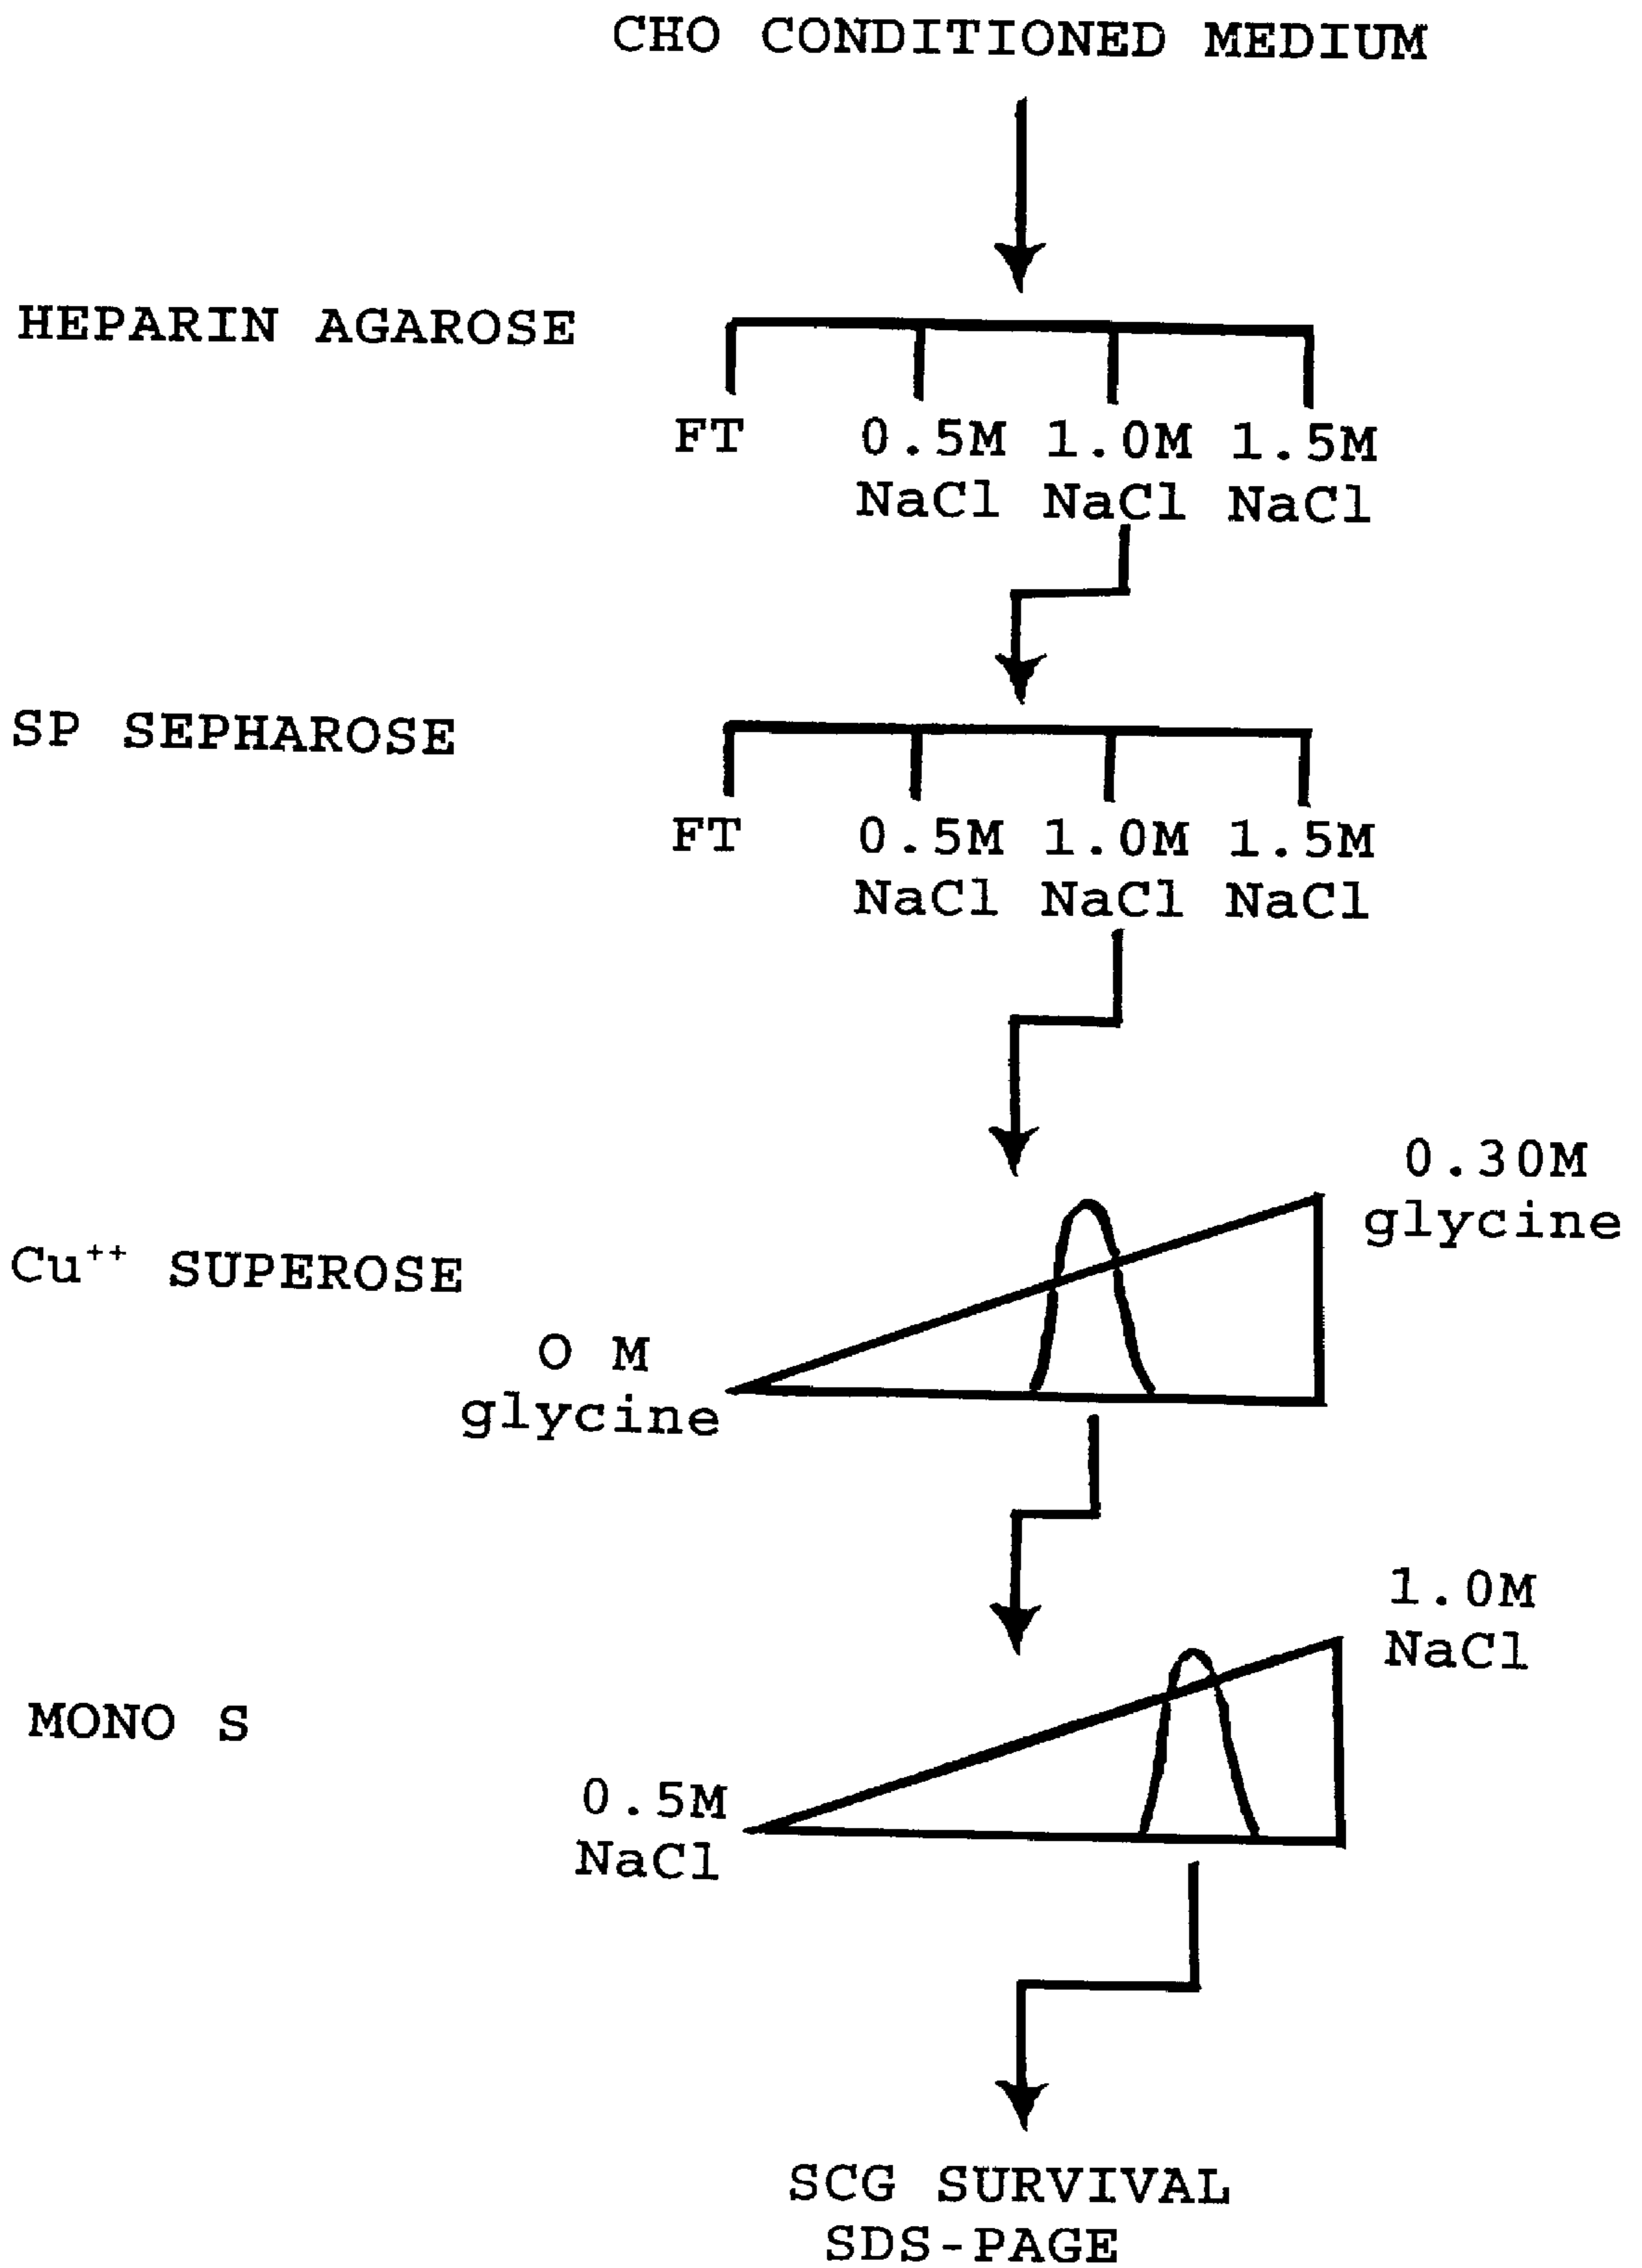 CHO CONDITIONED MEDIUM
HEPARIN AGAROSE
FT 0.5M 1.0M 1.5M
NaCl NaCl NaCl
SP SEPHAROSE
FT 0.5M 1.0M 1.5M
NaCl NaCl NaCl
0.30M
glycine
Cu⁺⁺ SUPEROSE
O M
glycine
1.0M
NaCl
MONO S
0.5M
NaCl
SCG SURVIVAL
SDS-PAGE